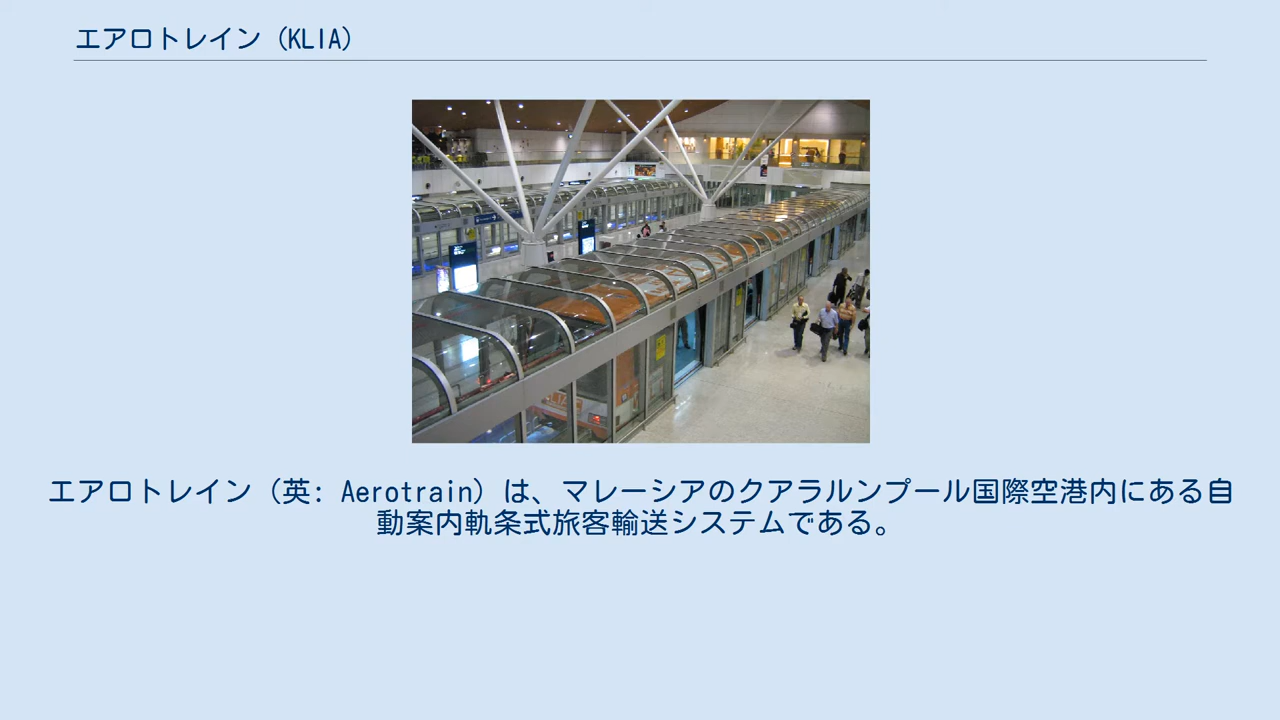 エアロトレイン（KLIA）
エアロトレイン（英: Aerotrain）は、マレーシアのクアラルンプール国際空港内にある自
動案内軌条式旅客輸送システムである。